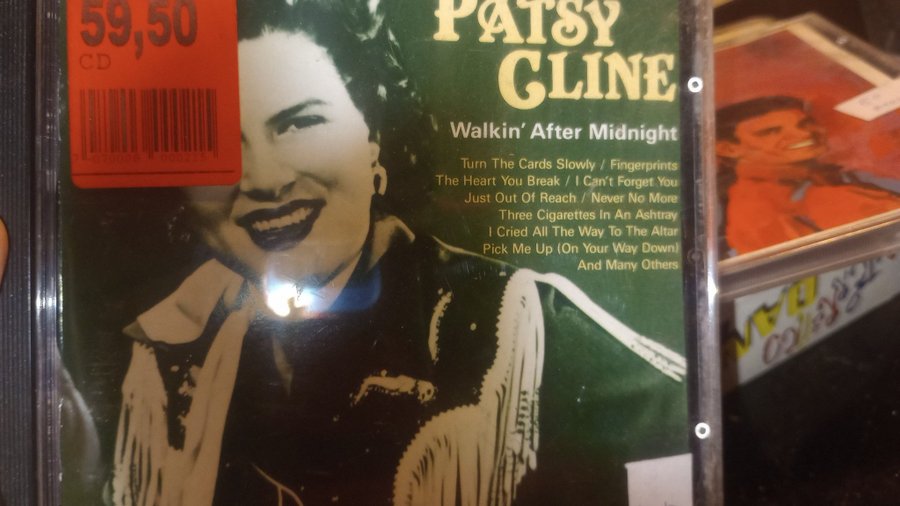 59,50
CD
PATSY
CLINE
Walkin' After Midnight
Turn The Cards Slowly / Fingerprints
The Heart You Break / I Can't Forget You
Just Out Of Reach / Never No More
Three Cigarettes In An Ashtray
I Cried All The Way To The Altar
Pick Me Up (On Your Way Down)
And Many Others